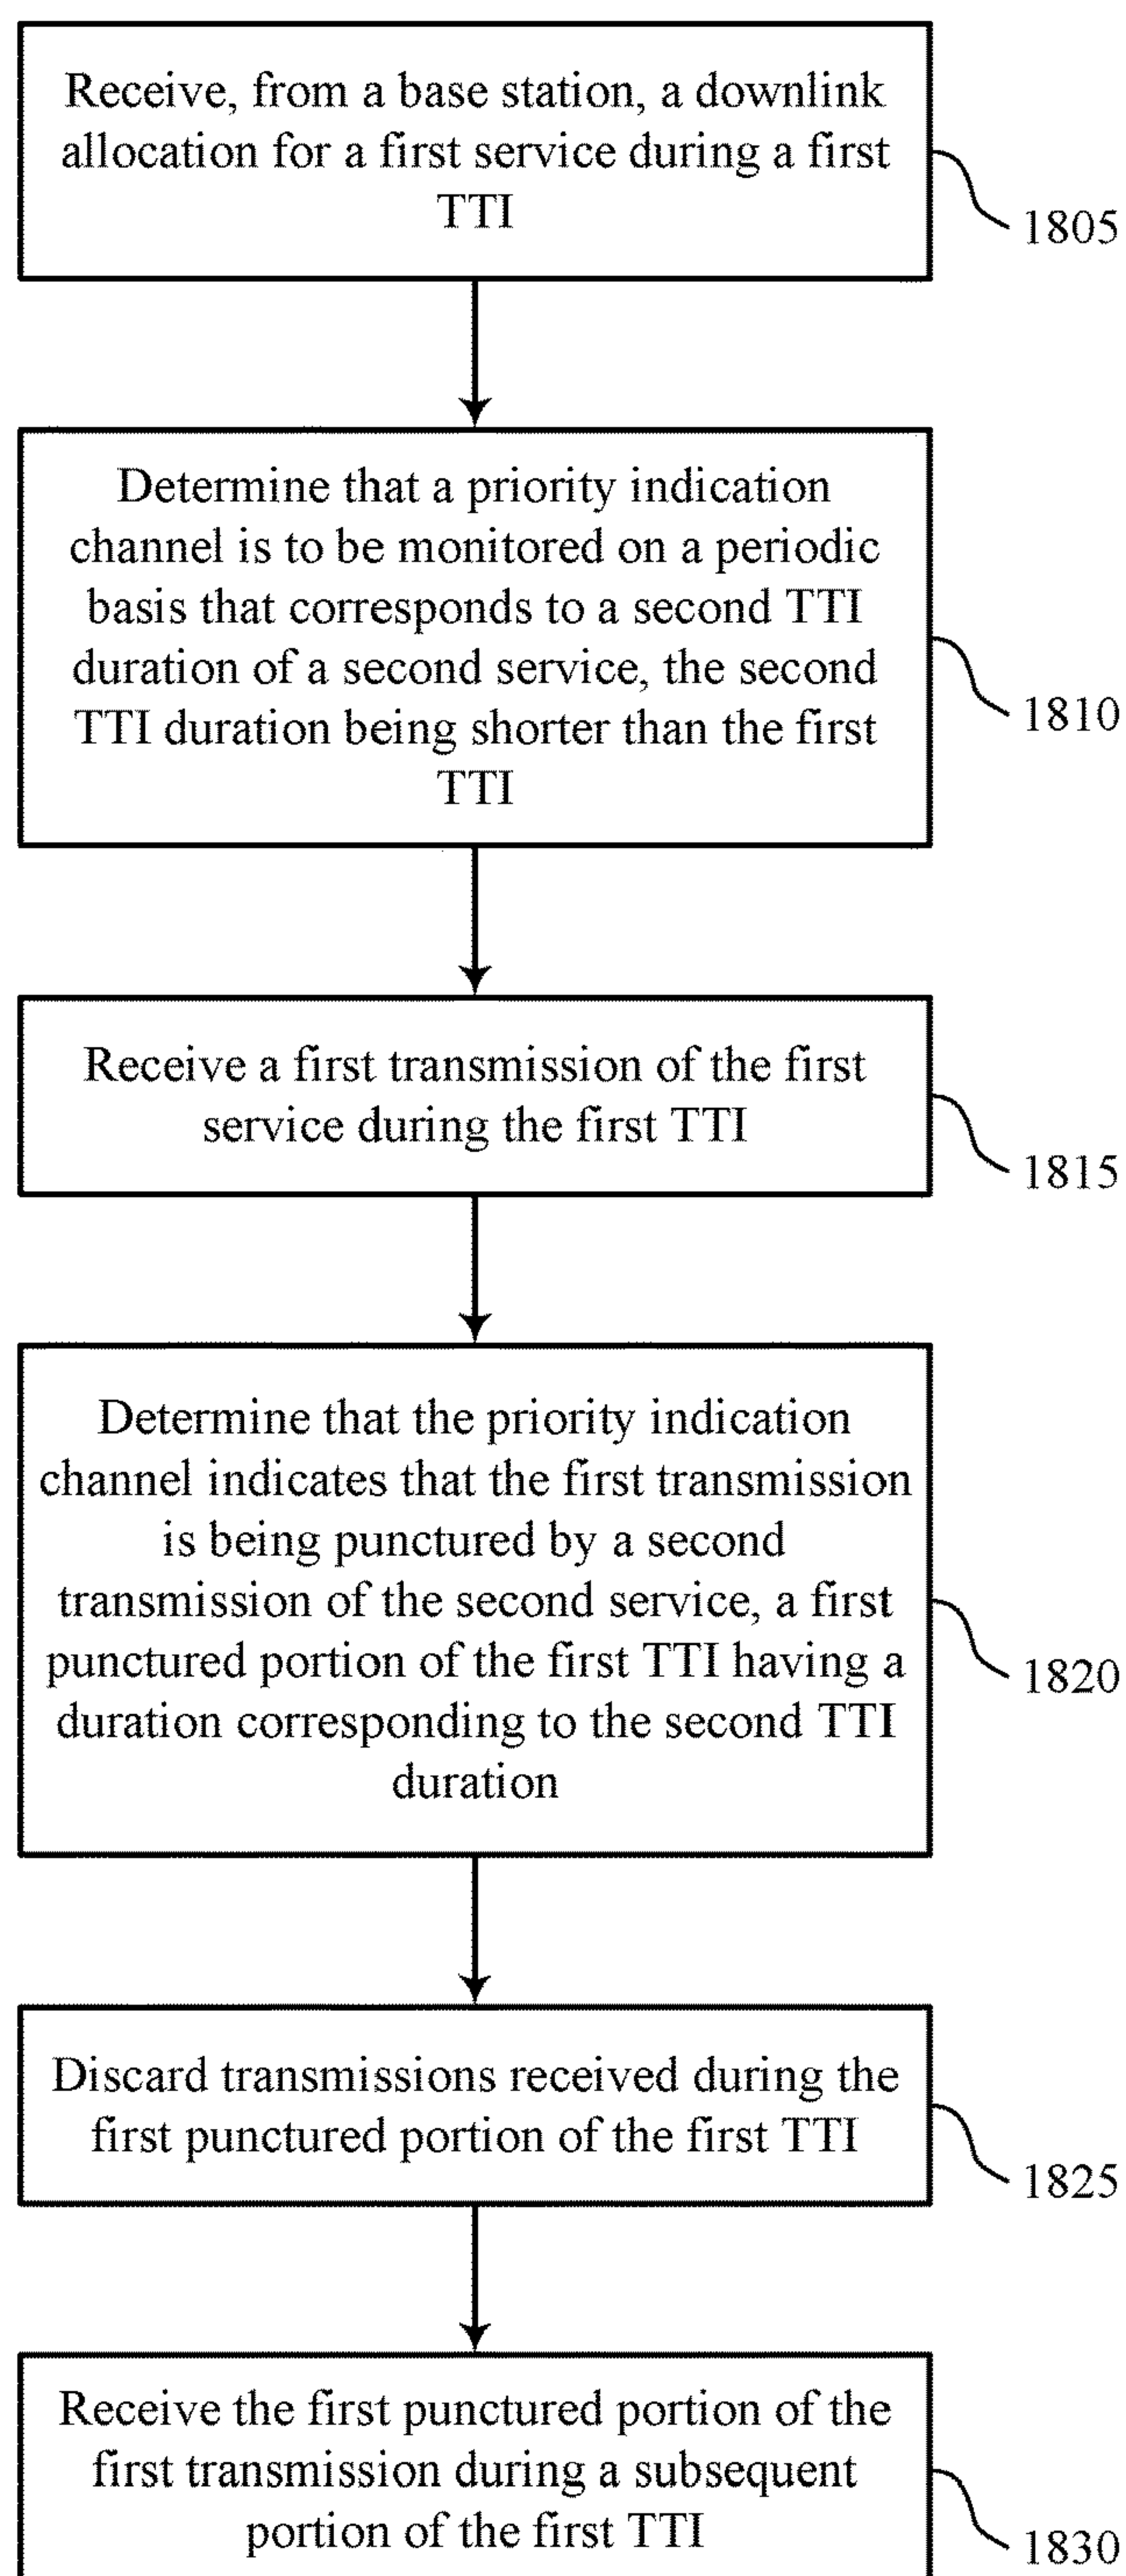 Receive, from a base station, a downlink
allocation for a first service during a first
TTI
1805
Determine that a priority indication
channel is to be monitored on a periodic
basis that corresponds to a second TTI
duration of a second service, the second
TTI duration being shorter than the first
TTI
1810
Receive a first transmission of the first
service during the first TTI
1815
Determine that the priority indication
channel indicates that the first transmission
is being punctured by a second
transmission of the second service, a first
punctured portion of the first TTI having a
duration corresponding to the second TTI
duration
1820
Discard transmissions received during the
first punctured portion of the first TTI
1825
Receive the first punctured portion of the
first transmission during a subsequent
portion of the first TTI
1830